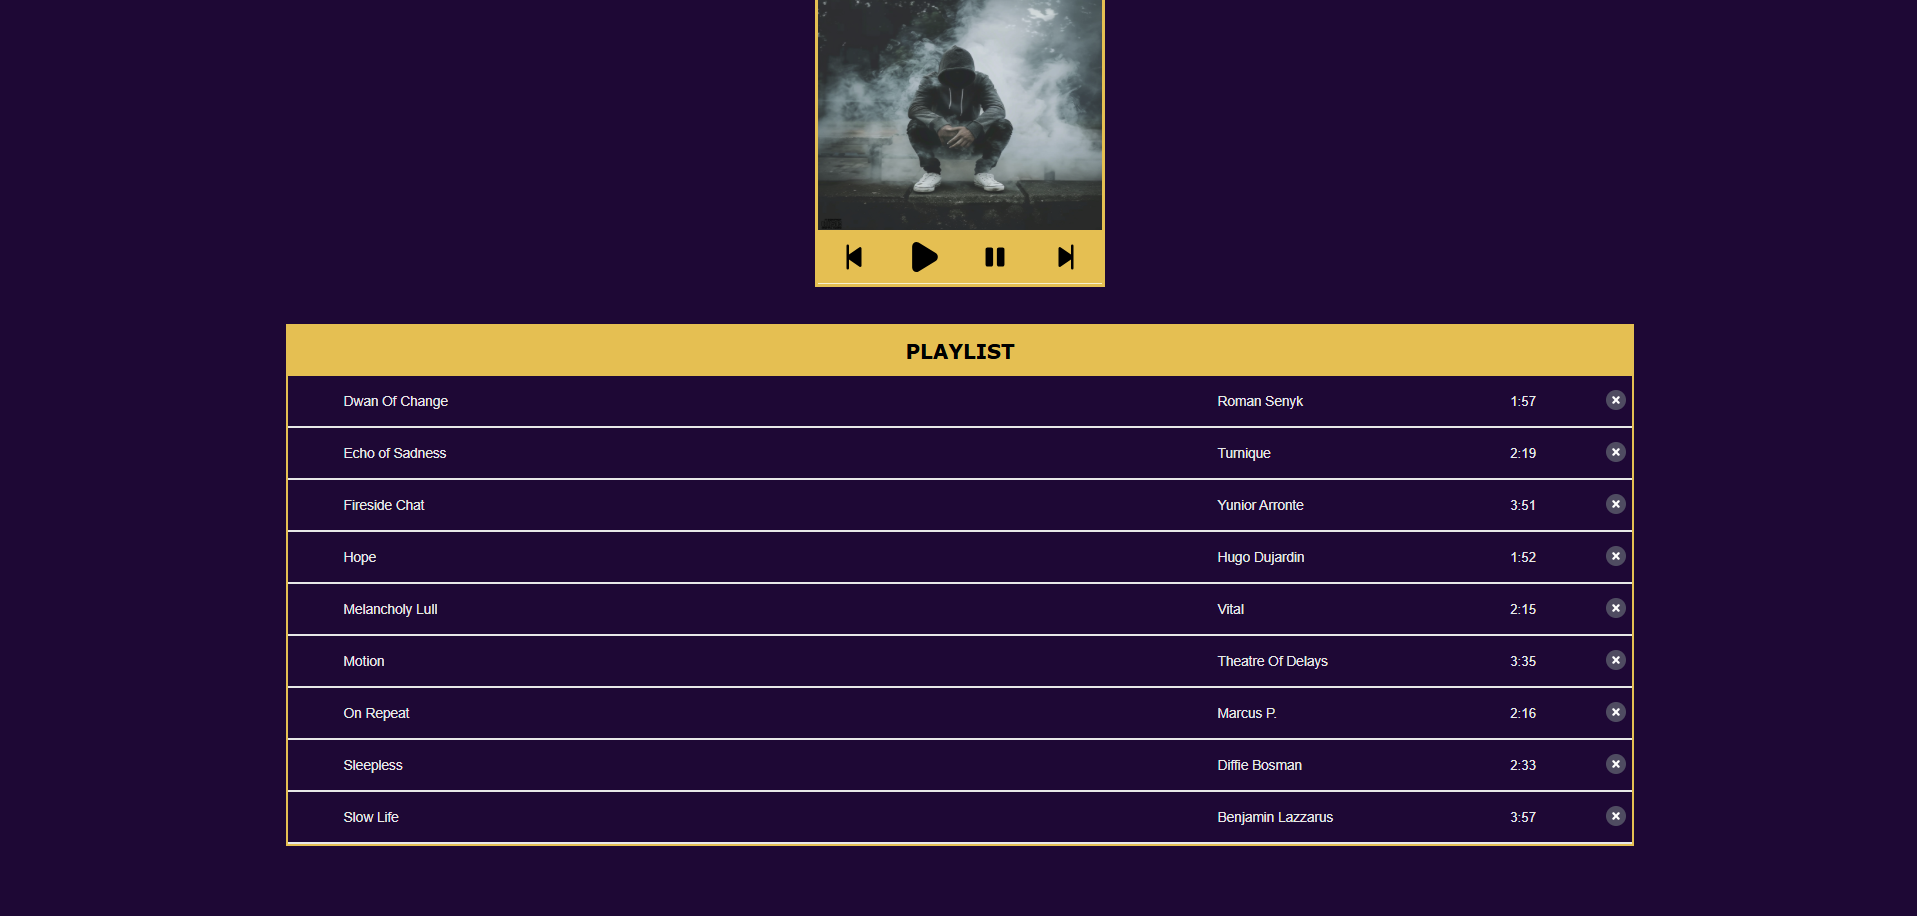 PLAYLIST
Dwan Of Change Roman Senyk 1:57
Echo of Sadness Turnique 2:19
Fireside Chat Yunior Arronte 3:51
Hope Hugo Dujardin 1:52
Melancholy Lull Vital 2:15
Motion Theatre Of Delays 3:35
On Repeat Marcus P. 2:16
Sleepless Diffie Bosman 2:33
Slow Life Benjamin Lazzarus 3:57